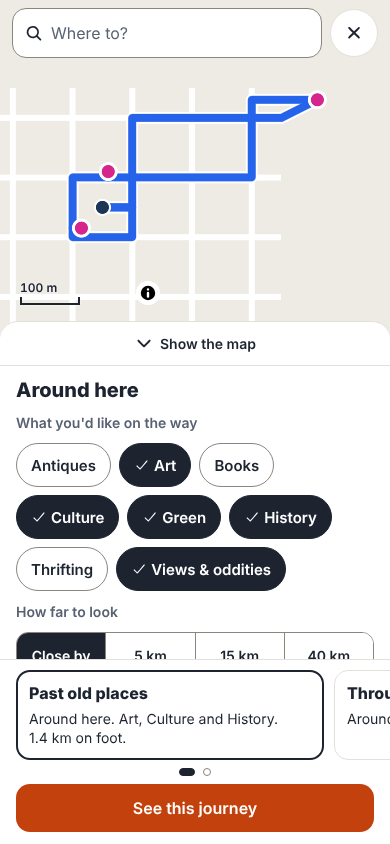 Where to?
100 m
Show the map
Around here
What you'd like on the way
Antiques
Art
Books
Culture
Green
History
Thrifting
Views & oddities
How far to look
Close by
5 km
15 km
40 km
Past old places
Around here. Art, Culture and History.
1.4 km on foot.
See this journey